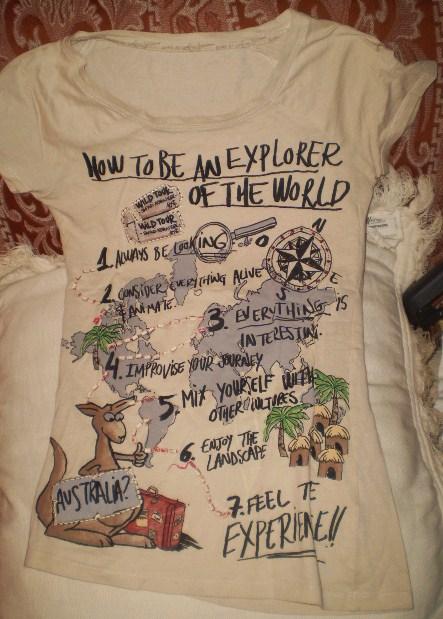 HOW TO BE AN EXPLORER
OF THE WORLD
WILD TOUR
WILD TOUR
N
1. ALWAYS BE LOOKING
O
E
2. CONSIDER EVERYTHING ALIVE
& ANIMATE
S
3. EVERYTHING IS
INTERESTING
4. IMPROVISE YOUR JOURNEY
5. MIX YOURSELF WITH
OTHER CULTURES
6. ENJOY THE
LANDSCAPE
AUSTRALIA?
7. FEEL TE
EXPERIENE!!